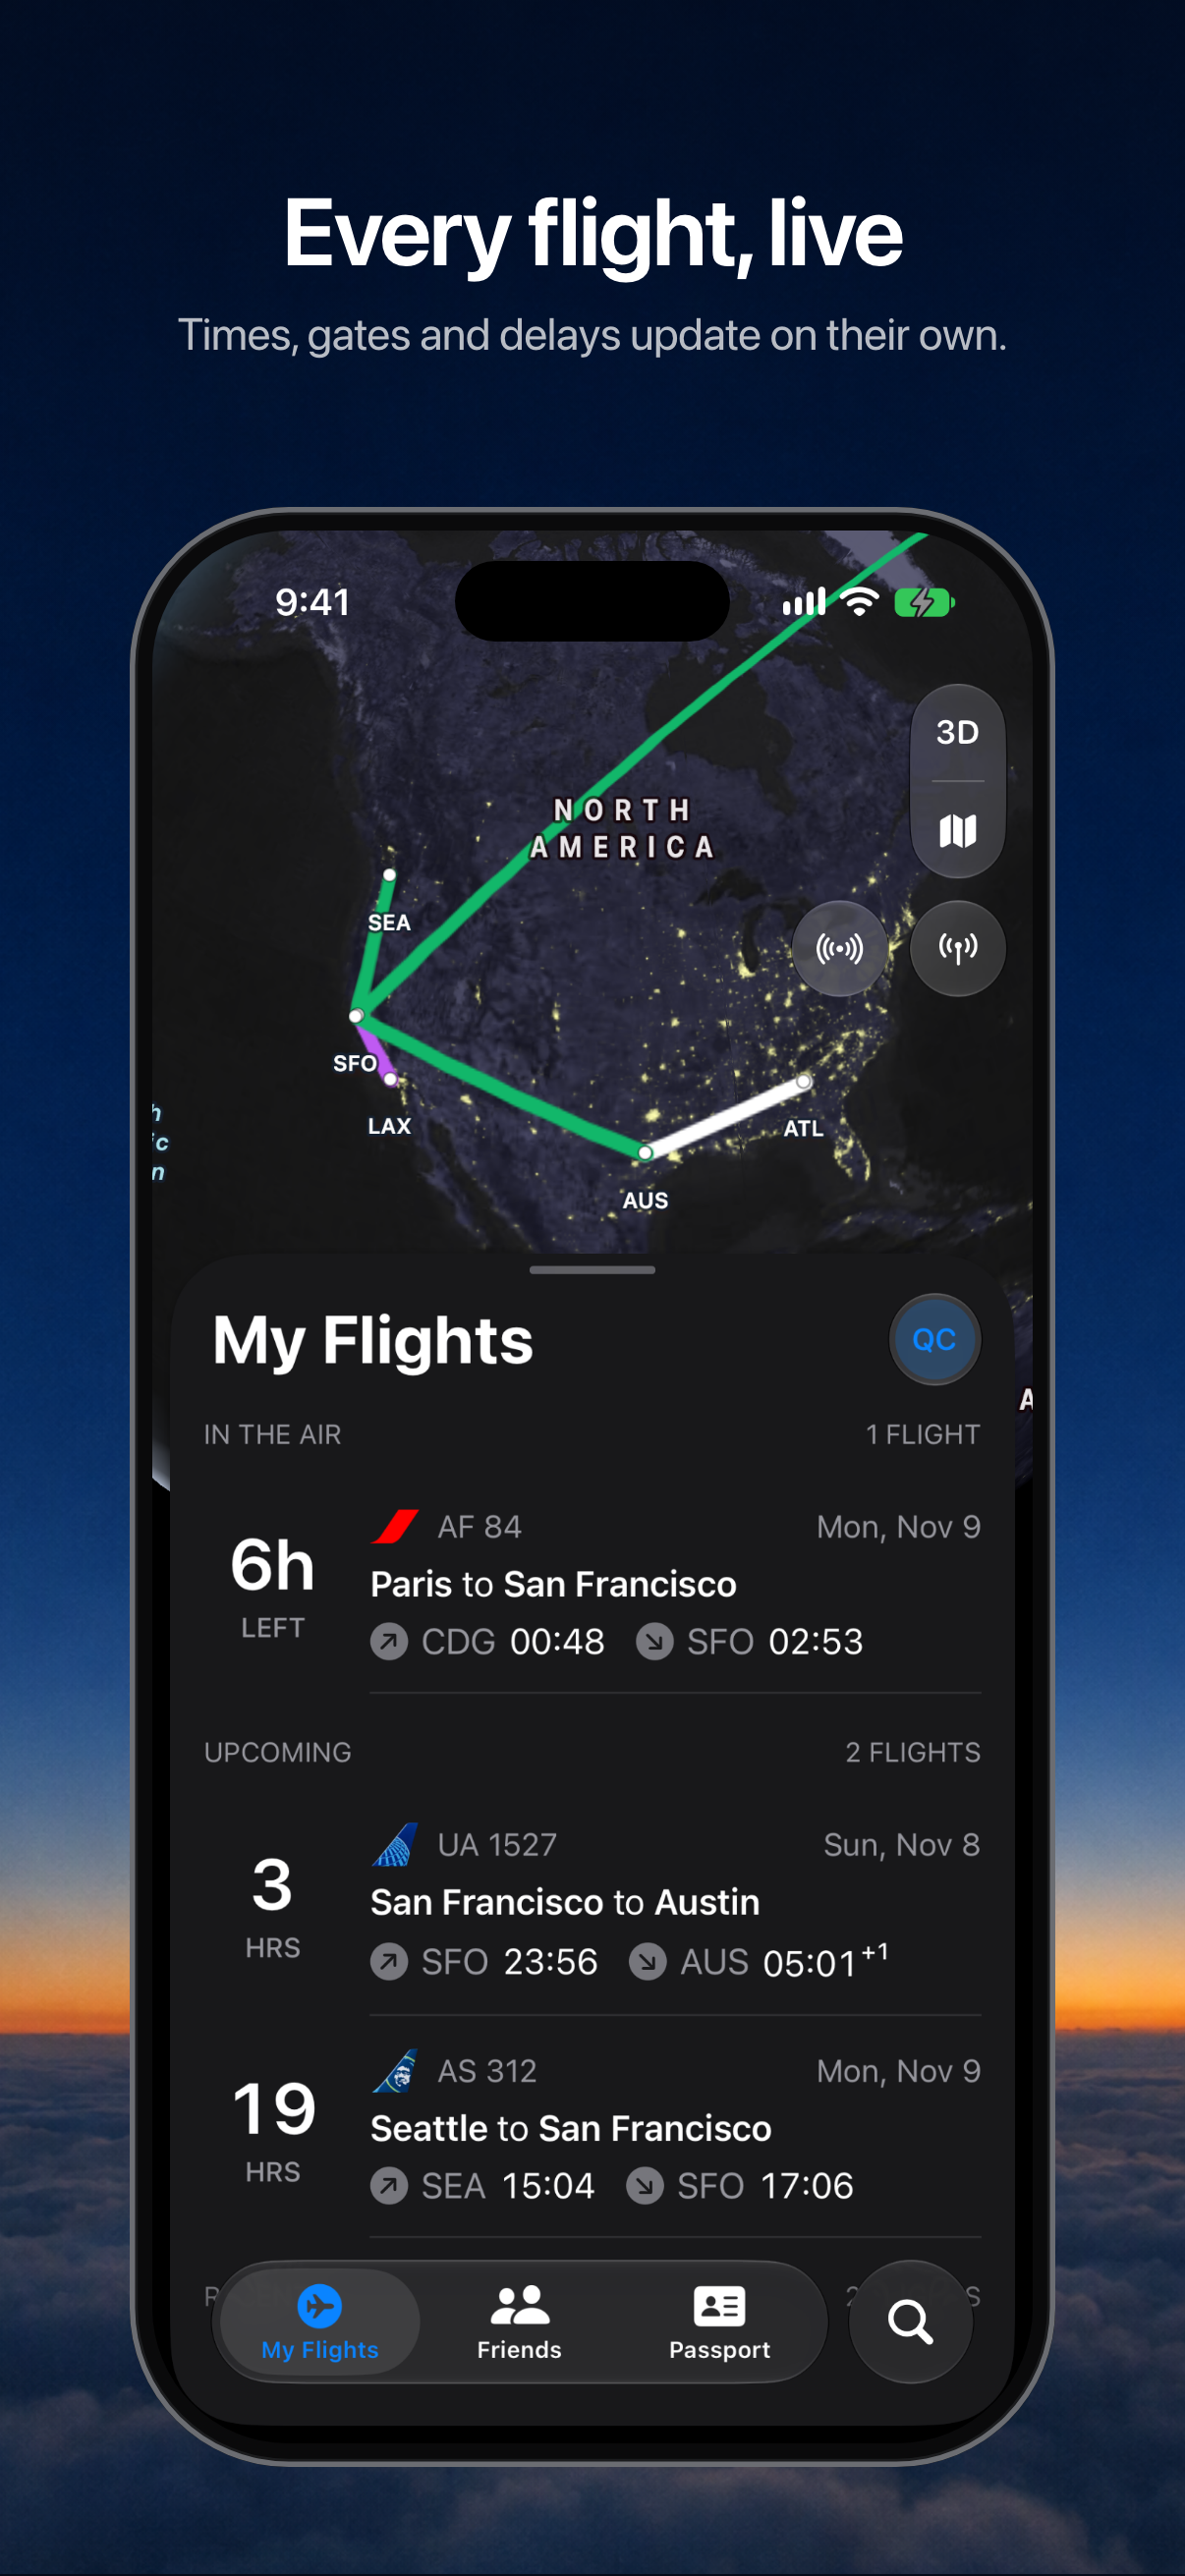 Every flight, live
Times, gates and delays update on their own.
9:41
3D
NORTH
AMERICA
SEA
SFO
LAX
ATL
AUS
h
ic
n
My Flights
QC
A
IN THE AIR 1 FLIGHT
AF 84 Mon, Nov 9
6h
LEFT
Paris to San Francisco
CDG 00:48 SFO 02:53
UPCOMING 2 FLIGHTS
UA 1527 Sun, Nov 8
3
HRS
San Francisco to Austin
SFO 23:56 AUS 05:01 +1
AS 312 Mon, Nov 9
19
HRS
Seattle to San Francisco
SEA 15:04 SFO 17:06
My Flights
Friends
Passport